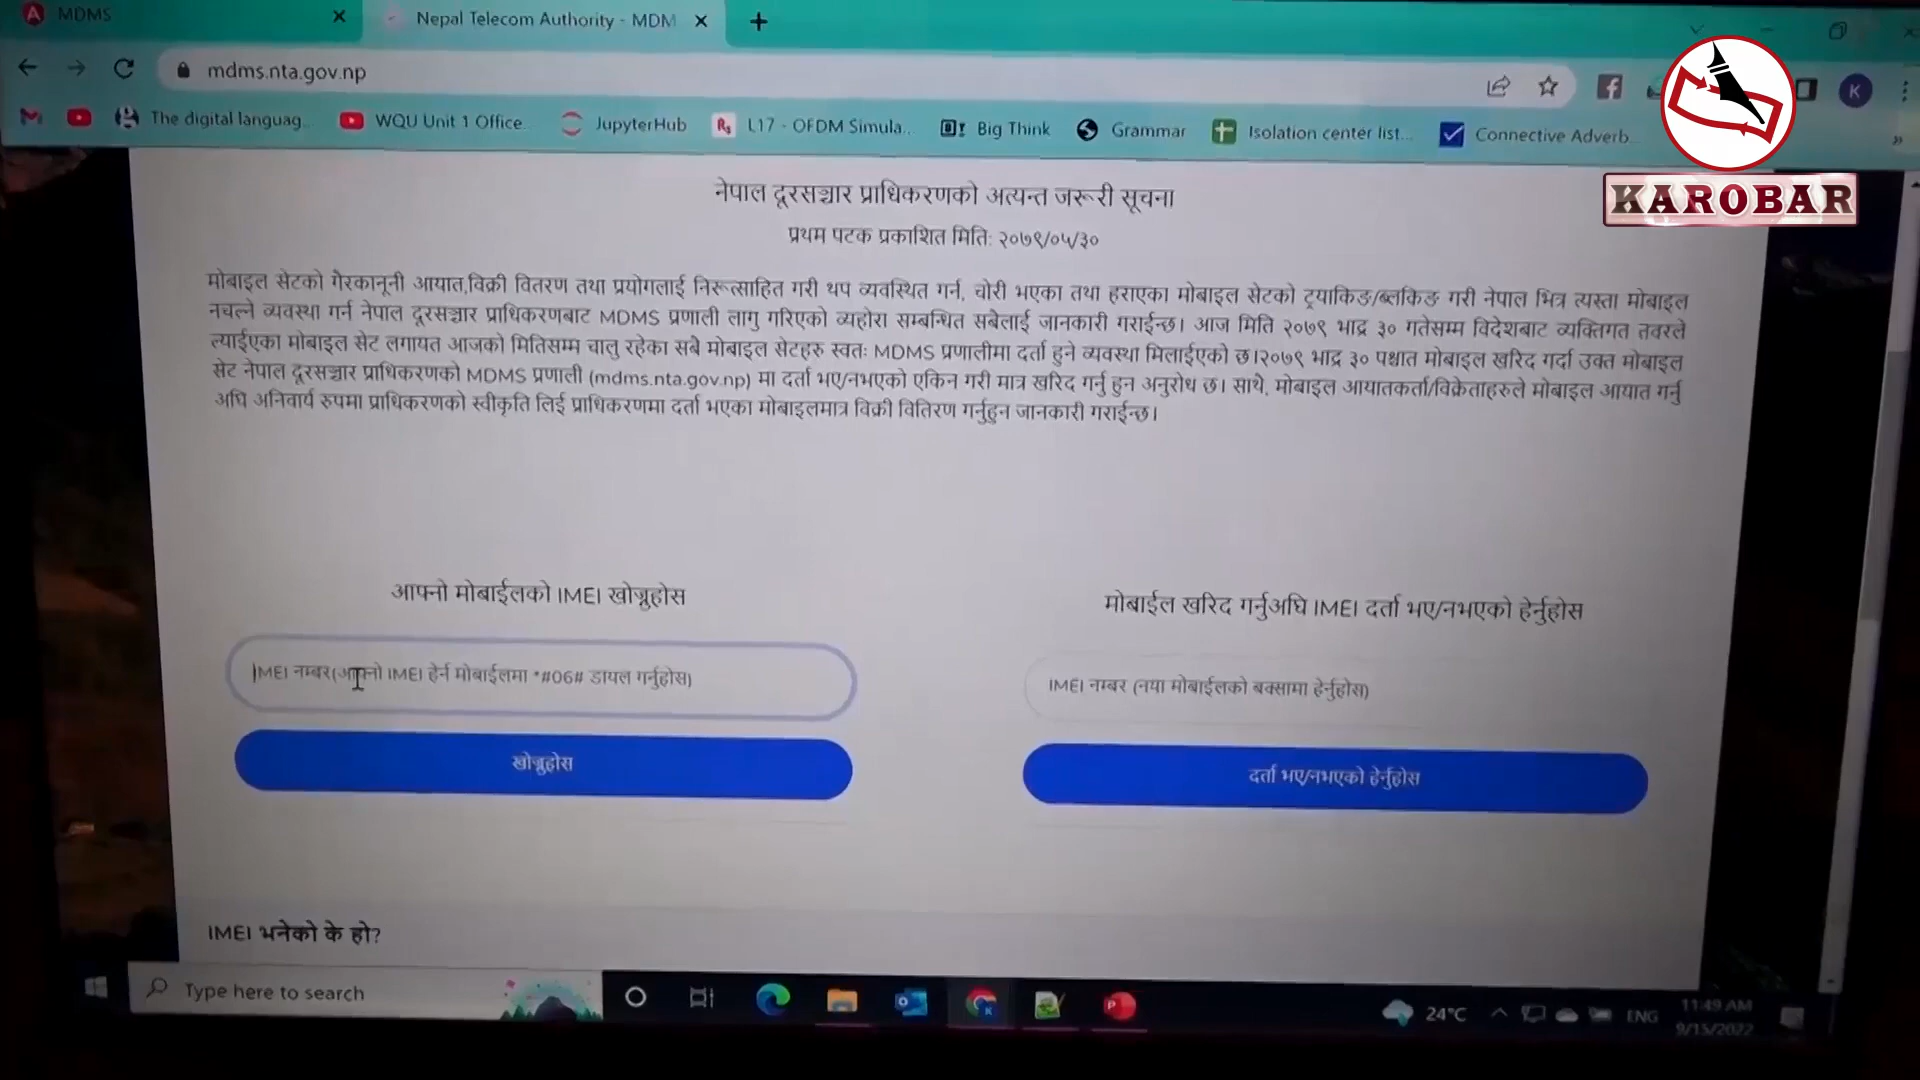 MDMS
Nepal Telecom Authority - MDM
mdms.nta.gov.np
The digital languag
WQU Unit 1 Office
JupyterHub
L17 - OFDM Simula..
Big Think
Grammar
Isolation center list...
Connective Adverb
KAROBAR
नेपाल दूरसञ्चार प्राधिकरणको अत्यन्त जरूरी सूचना
प्रथम पटक प्रकाशित मिति: २०७९/०५/३०
मोबाइल सेटको गैरकानूनी आयात,विक्री वितरण तथा प्रयोगलाई निरूत्साहित गरी थप व्यवस्थित गर्न, चोरी भएका तथा हराएका मोबाइल सेटको ट्र्याकिङ/ब्लकिङ गरी नेपाल भित्र त्यस्ता मोबाइल
नचल्ने व्यवस्था गर्न नेपाल दूरसञ्चार प्राधिकरणबाट MDMS प्रणाली लागु गरिएको व्यहोरा सम्बन्धित सबैलाई जानकारी गराईन्छ। आज मिति २०७९ भाद्र ३० गतेसम्म विदेशबाट व्यक्तिगत तवरले
ल्याईएका मोबाइल सेट लगायत आजको मितिसम्म चालु रहेका सबै मोबाइल सेटहरु स्वतः MDMS प्रणालीमा दर्ता हुने व्यवस्था मिलाईएको छ।२०७९ भाद्र ३० पश्चात मोबाइल खरिद गर्दा उक्त मोबाइल
सेट नेपाल दूरसञ्चार प्राधिकरणको MDMS प्रणाली (mdms.nta.gov.np) मा दर्ता भए/नभएको एकिन गरी मात्र खरिद गर्नु हुन अनुरोध छ। साथै, मोबाइल आयातकर्ता/विक्रेताहरुले मोबाइल आयात गर्नु
अघि अनिवार्य रुपमा प्राधिकरणको स्वीकृति लिई प्राधिकरणमा दर्ता भएका मोबाइलमात्र विक्री वितिरण गर्नुहुन जानकारी गराईन्छ।
आफ्नो मोबाईलको IMEI खोज्नुहोस
मोबाईल खरिद गर्नुअघि IMEI दर्ता भए/नभएको हेर्नुहोस
IMEI नम्बर(आफ्नो IMEI हेर्न मोबाईलमा *#06# डायल गर्नुहोस)
IMEI नम्बर (नया मोबाईलको बक्सामा हेर्नुहोस)
खोज्नुहोस
दर्ता भए/नभएको हेर्नुहोस
IMEI भनेको के हो?
Type here to search
24°C
ENG
11:49 AM
9/15/2022